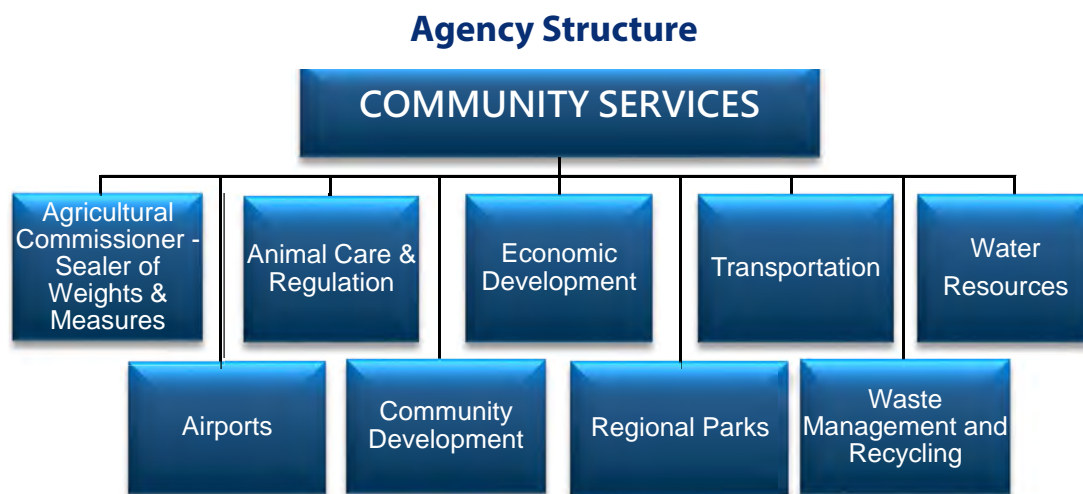 Agency Structure
COMMUNITY SERVICES
Agricultural
Commissioner -
Sealer of
Weights &
Measures
Animal Care &
Regulation
Economic
Development
Transportation
Water
Resources
Airports
Community
Development
Regional Parks
Waste
Management and
Recycling